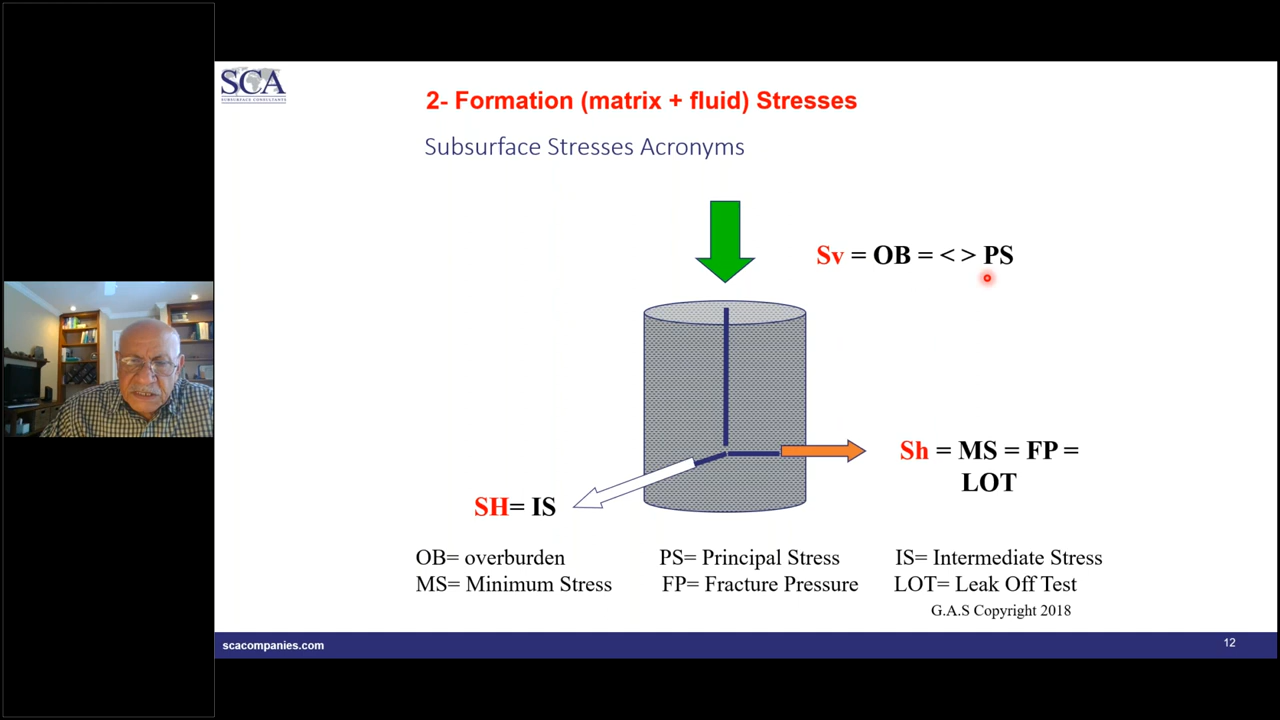 SCA
SUBSURFACE CONSULTANTS
2- Formation (matrix + fluid) Stresses
Subsurface Stresses Acronyms
Sv = OB = < > PS
Sh = MS = FP =
LOT
SH= IS
OB= overburden PS= Principal Stress IS= Intermediate Stress
MS= Minimum Stress FP= Fracture Pressure LOT= Leak Off Test
G.A.S Copyright 2018
scacompanies.com 12